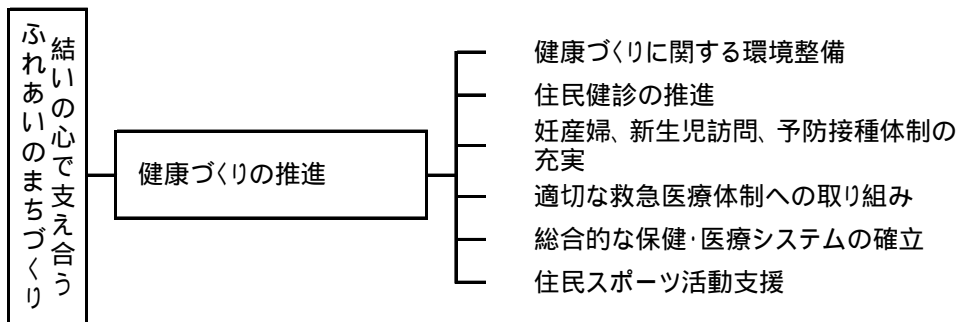 結いの心で支え合う
ふれあいのまちづくり
健康づくりの推進
健康づくりに関する環境整備
住民健診の推進
妊産婦、新生児訪問、予防接種体制の
充実
適切な救急医療体制への取り組み
総合的な保健･医療システムの確立
住民スポーツ活動支援